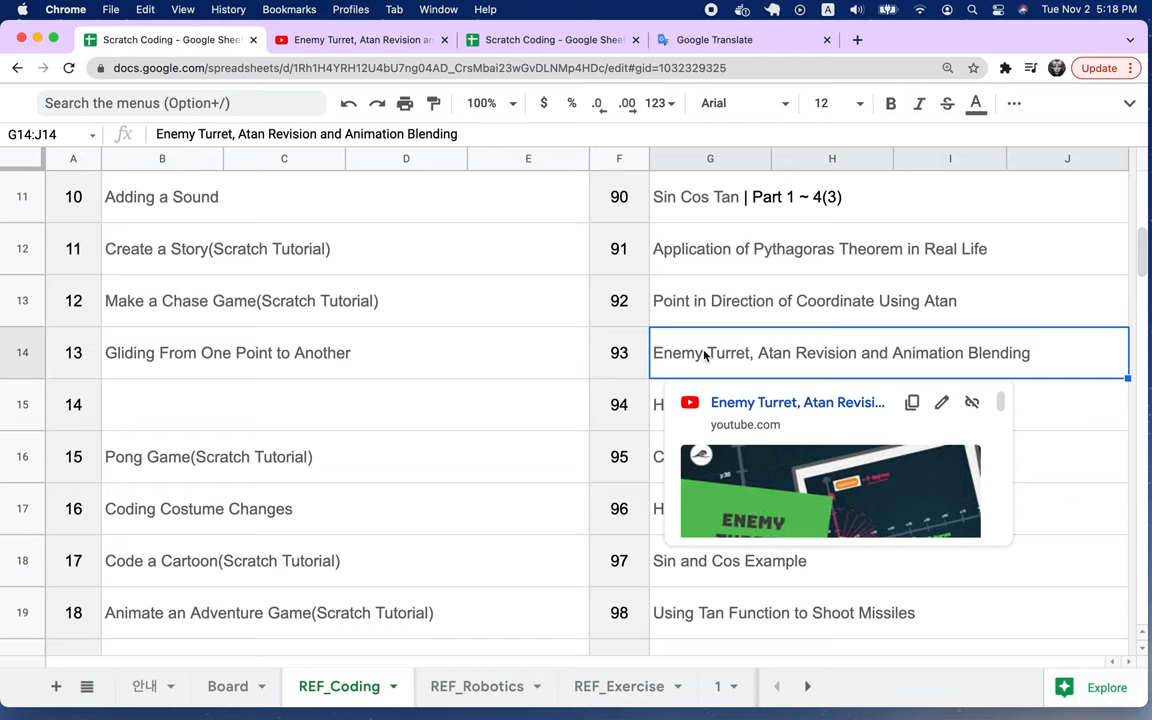 Chrome File Edit View History Bookmarks Profiles Tab Window Help A Tue Nov 2 5:18 PM
Scratch Coding - Google Shee Enemy Turret, Atan Revision an Scratch Coding - Google Shee Google Translate
docs.google.com/spreadsheets/d/1Rh1H4YRH12U4bU7ng04AD_CrsMbai23wGvDLNMp4HDc/edit#gid=1032329325 Update
Search the menus (Option+/) 100% $ % .0 .00 123 Arial 12 B I S A
G14:J14 fx Enemy Turret, Atan Revision and Animation Blending
A B C D E F G H I J
11 10 Adding a Sound 90 Sin Cos Tan | Part 1 ~ 4(3)
12 11 Create a Story(Scratch Tutorial) 91 Application of Pythagoras Theorem in Real Life
13 12 Make a Chase Game(Scratch Tutorial) 92 Point in Direction of Coordinate Using Atan
14 13 Gliding From One Point to Another 93 Enemy Turret, Atan Revision and Animation Blending
15 14 94 H
Enemy Turret, Atan Revisi...
youtube.com
16 15 Pong Game(Scratch Tutorial) 95 C
17 16 Coding Costume Changes 96 H
ENEMY
18 17 Code a Cartoon(Scratch Tutorial) 97 Sin and Cos Example
19 18 Animate an Adventure Game(Scratch Tutorial) 98 Using Tan Function to Shoot Missiles
안내 Board REF_Coding REF_Robotics REF_Exercise 1 Explore